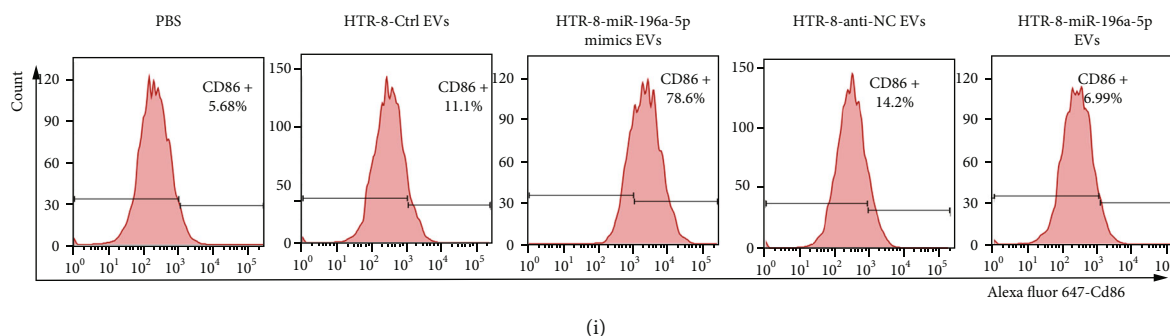 PBS
HTR-8-Ctrl EVs
HTR-8-miR-196a-5p
mimics EVs
HTR-8-anti-NC EVs
HTR-8-miR-196a-5p
EVs
Count
120
90
60
30
0
CD86 +
5.68%
10⁰ 10¹ 10² 10³ 10⁴ 10⁵
150
100
50
0
CD86 +
11.1%
10⁰ 10¹ 10² 10³ 10⁴ 10⁵
120
90
60
30
0
CD86 +
78.6%
10⁰ 10¹ 10² 10³ 10⁴ 10⁵
150
100
50
0
CD86 +
14.2%
10⁰ 10¹ 10² 10³ 10⁴ 10⁵
120
90
60
30
0
CD86 +
6.99%
10⁰ 10¹ 10² 10³ 10⁴
Alexa fluor 647-Cd86
(i)